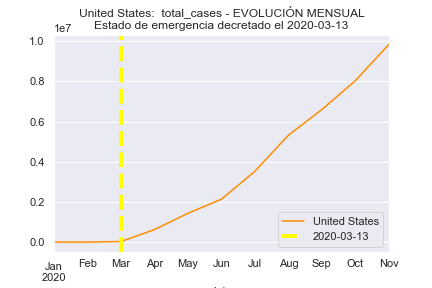 United States: total_cases - EVOLUCIÓN MENSUAL
Estado de emergencia decretado el 2020-03-13
1e7
1.0
0.8
0.6
0.4
0.2
0.0
Jan Feb Mar Apr May Jun Jul Aug Sep Oct Nov
2020
United States
2020-03-13